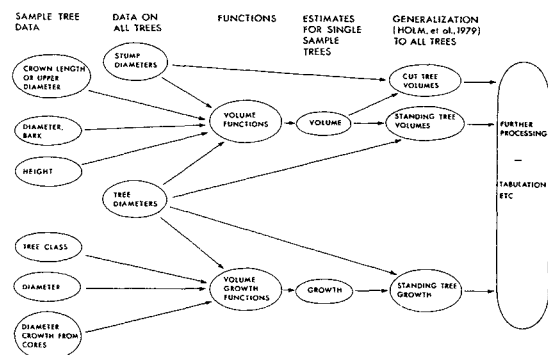 SAMPLE TREE
DATA
DATA ON
ALL TREES
FUNCTIONS
ESTIMATES
FOR SINGLE
SAMPLE
TREES
GENERALIZATION
(HOLM, et al., 1979)
TO ALL TREES
CROWN LENGTH
OR UPPER
DIAMETER
DIAMETER,
BARK
HEIGHT
TREE CLASS
DIAMETER
DIAMETER
GROWTH FROM
CORES
STUMP
DIAMETERS
TREE
DIAMETERS
VOLUME
FUNCTIONS
VOLUME
GROWTH
FUNCTIONS
VOLUME
GROWTH
CUT TREE
VOLUMES
STANDING TREE
VOLUMES
STANDING TREE
GROWTH
FURTHER
PROCESSING
—
TABULATION
ETC